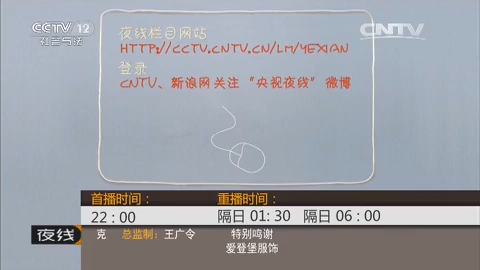 CCTV 12
社会与法
CNTV
夜线栏目网站
HTTP://CCTV.CNTV.CN/LM/YEXIAN
登录
CNTV、新浪网关注“央视夜线”微博
首播时间： 重播时间：
22：00 隔日 01：30 隔日 06：00
夜线
克 总监制：王广令 特别鸣谢
爱登堡服饰